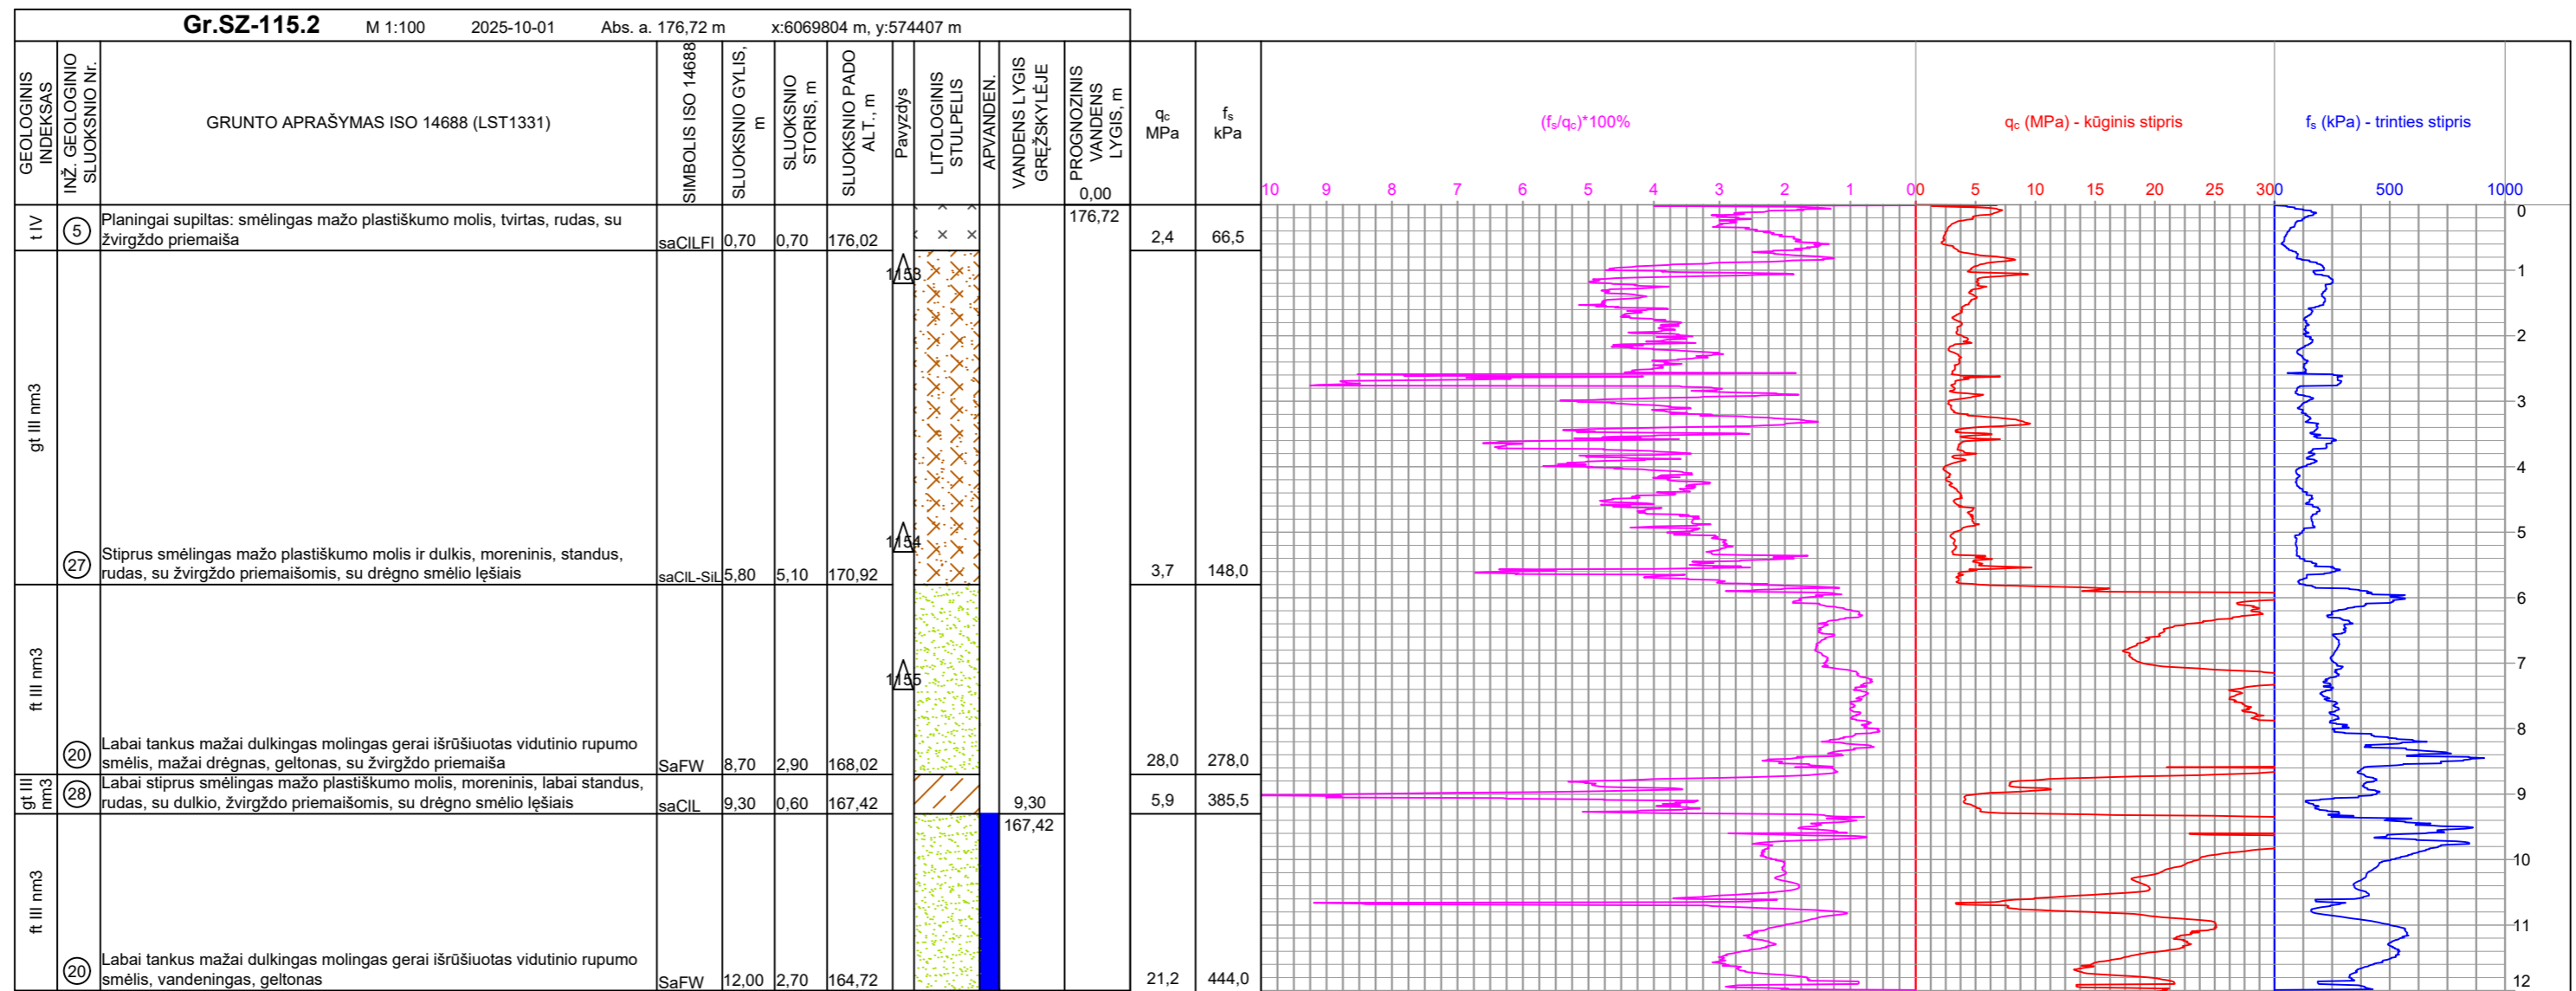 Gr.SZ-115.2 M 1:100 2025-10-01 Abs. a. 176,72 m x:6069804 m, y:574407 m
GEOLOGINIS
INDEKSAS
INŽ. GEOLOGINIO
SLUOKSNIO Nr.
GRUNTO APRAŠYMAS ISO 14688 (LST1331)
SIMBOLIS ISO 14688
SLUOKSNIO GYLIS,
m
SLUOKSNIO
STORIS, m
SLUOKSNIO PADO
ALT., m
Pavyzdys
LITOLOGINIS
STULPELIS
APVANDEN.
VANDENS LYGIS
GRĘŽSKYLĖJE
PROGNOZINIS
VANDENS
LYGIS, m
0,00
qc
MPa
fs
kPa
(fs/qc)*100%
qc (MPa) - kūginis stipris
fs (kPa) - trinties stipris
10 9 8 7 6 5 4 3 2 1 0
0 5 10 15 20 25 30
0 500 1000
t IV
5
Planingai supiltas: smėlingas mažo plastiškumo molis, tvirtas, rudas, su
žvirgždo priemaiša
saClLFl 0,70 0,70 176,02
176,72
2,4 66,5
gt III nm3
1153
1154
27
Stiprus smėlingas mažo plastiškumo molis ir dulkis, moreninis, standus,
rudas, su žvirgždo priemaišomis, su drėgno smėlio lęšiais
saClL-SiL 5,80 5,10 170,92
3,7 148,0
ft III nm3
1155
20
Labai tankus mažai dulkingas molingas gerai išrūšiuotas vidutinio rupumo
smėlis, mažai drėgnas, geltonas, su žvirgždo priemaiša
SaFW 8,70 2,90 168,02
28,0 278,0
gt III
nm3
28
Labai stiprus smėlingas mažo plastiškumo molis, moreninis, labai standus,
rudas, su dulkio, žvirgždo priemaišomis, su drėgno smėlio lęšiais
saClL 9,30 0,60 167,42
9,30
5,9 385,5
167,42
ft III nm3
20
Labai tankus mažai dulkingas molingas gerai išrūšiuotas vidutinio rupumo
smėlis, vandeningas, geltonas
SaFW 12,00 2,70 164,72
21,2 444,0
0
1
2
3
4
5
6
7
8
9
10
11
12